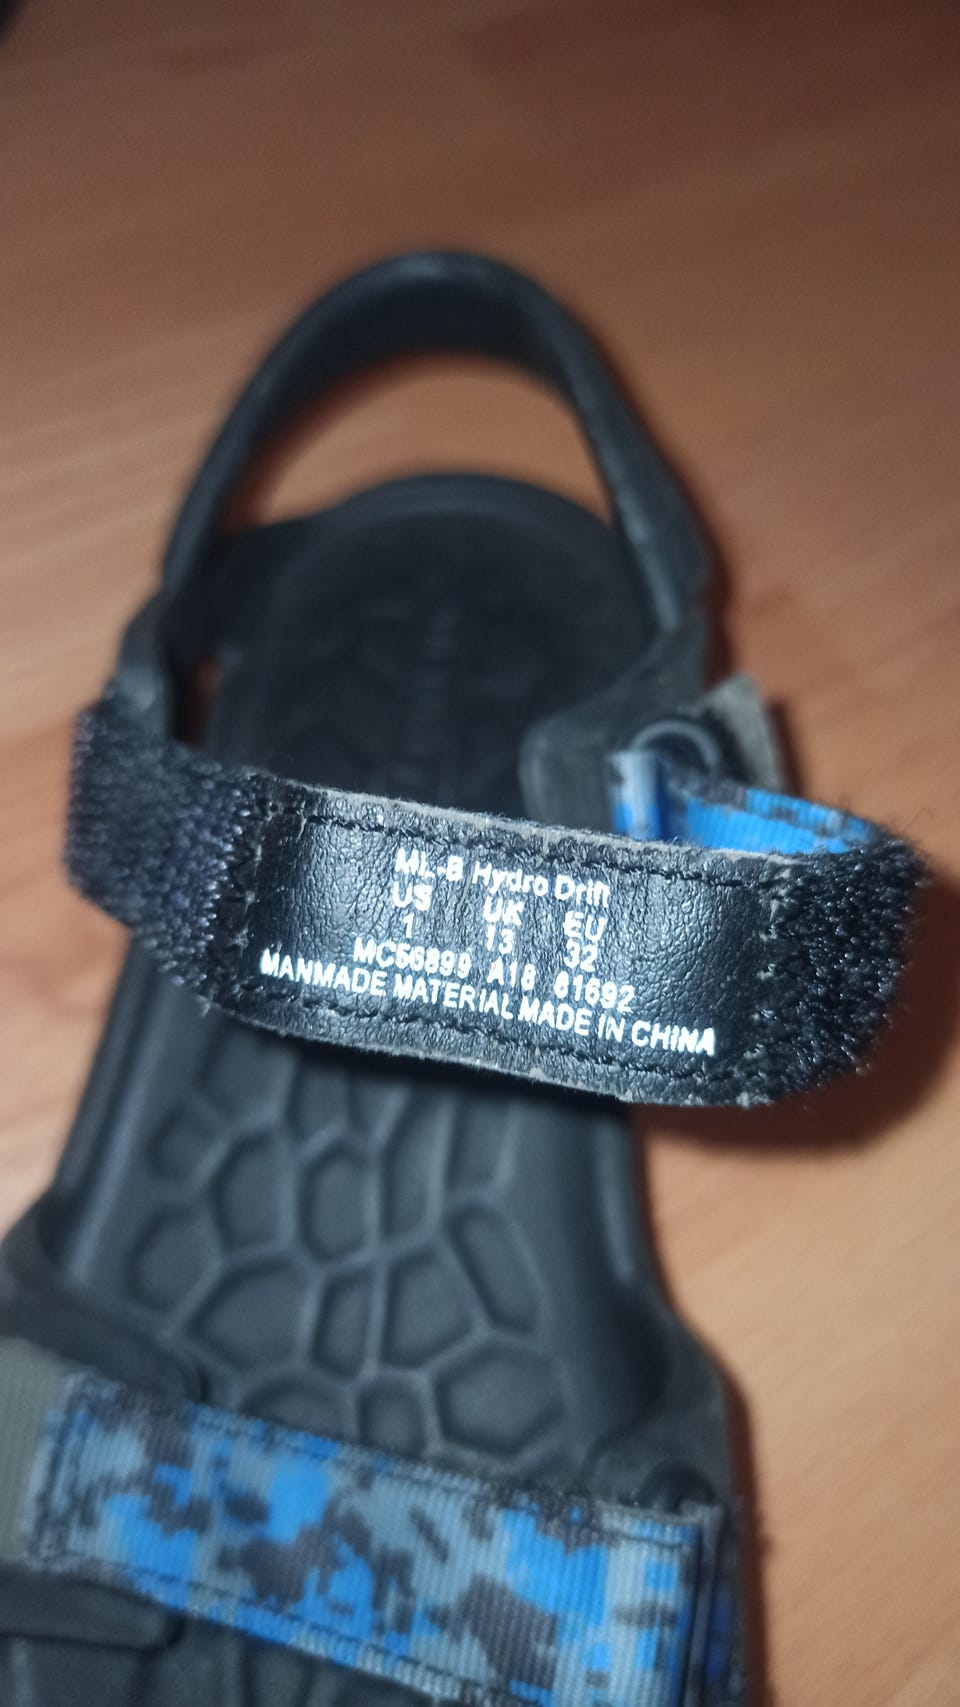 ML-B Hydro Drift
US UK EU
1 13 32
MC56899 A18 81692
MANMADE MATERIAL MADE IN CHINA